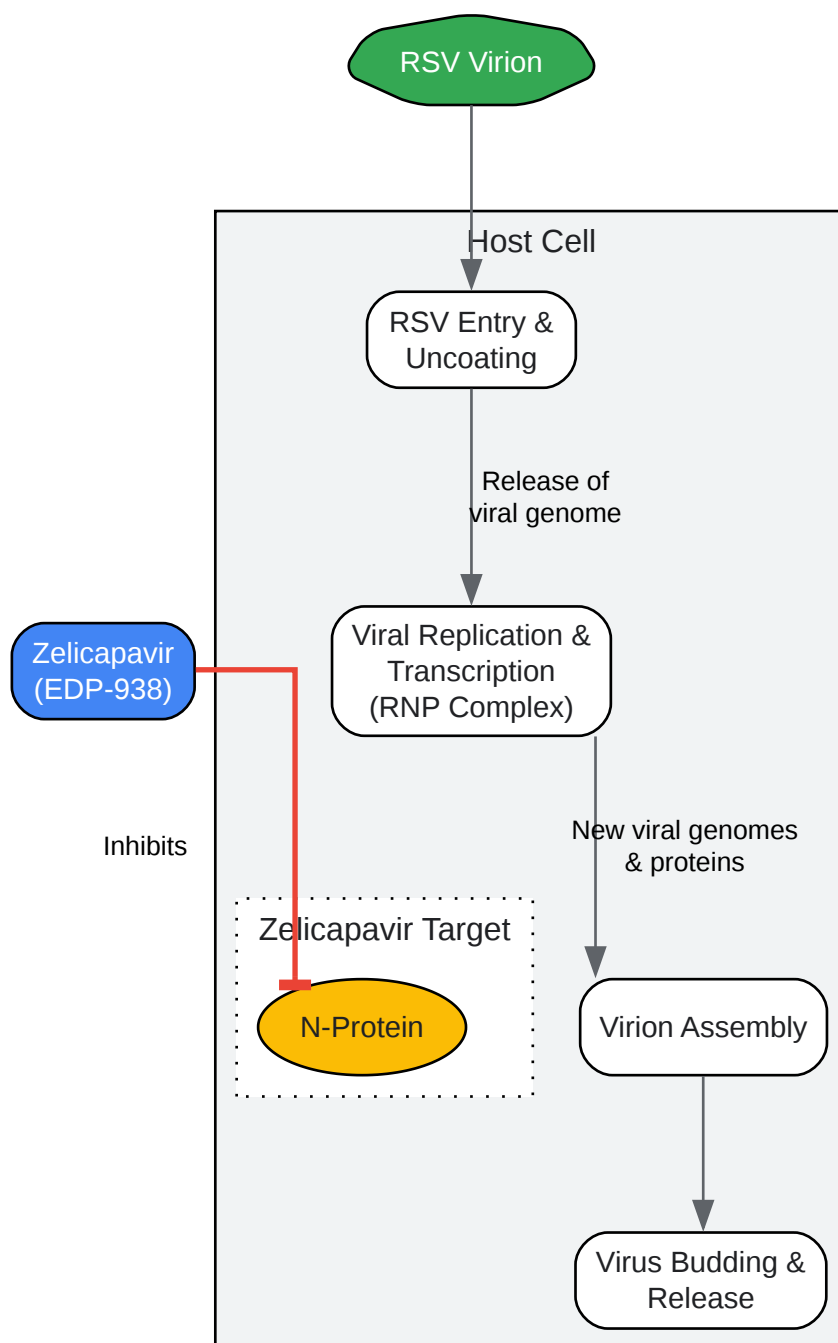 RSV Virion
Host Cell
RSV Entry &
Uncoating
Release of
viral genome
Viral Replication &
Transcription
(RNP Complex)
Zelicapavir
(EDP-938)
New viral genomes
& proteins
Inhibits
Zelicapavir Target
N-Protein
Virion Assembly
Virus Budding &
Release